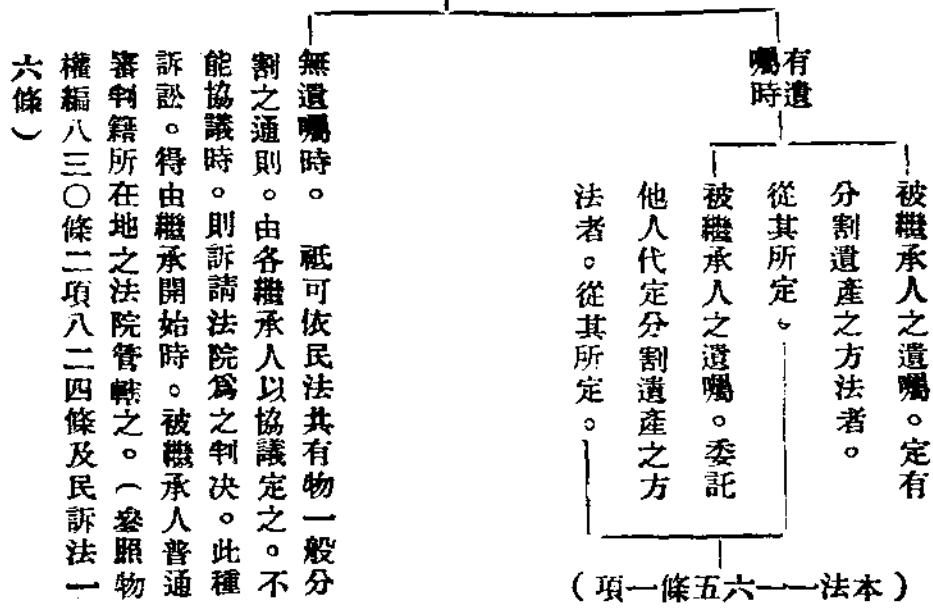 有遺
囑時
被繼承人之遺囑。定有
分割遺產之方法者。
從其所定。
被繼承人之遺囑。委託
他人代定分割遺產之方
法者。從其所定。
（本法一一六五條一項）
無遺囑時。　祗可依民法共有物一般分
割之通則。由各繼承人以協議定之。不
能協議時。則訴請法院爲之判决。此種
訴訟。得由繼承開始時。被繼承人普通
審判籍所在地之法院管轄之。（參照物
權編八三〇條二項八二四條及民訴法一
六條）